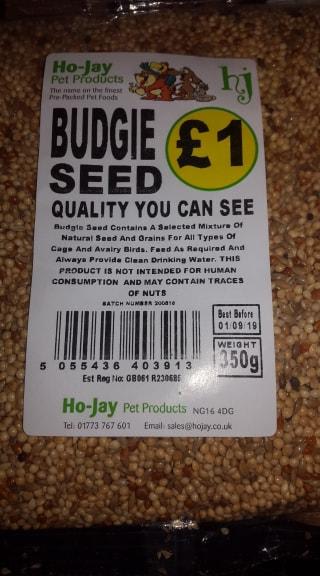 Ho-Jay
Pet Products
The name on the finest
Pre-Packed Pet Foods
hj
BUDGIE
SEED
£1
QUALITY YOU CAN SEE
Budgie Seed Contains A Selected Mixture Of
Natural Seed And Grains For All Types Of
Cage And Aviary Birds. Feed As Required And
Always Provide Clean Drinking Water. THIS
PRODUCT IS NOT INTENDED FOR HUMAN
CONSUMPTION AND MAY CONTAIN TRACES
OF NUTS
BATCH NUMBER 200818
Best Before
01/09/19
WEIGHT
350g
5 055436 403913
Est Reg No: GB061
Ho-Jay Pet Products NG16 4DG
Tel: 01773 767 601 Email: sales@hojay.co.uk